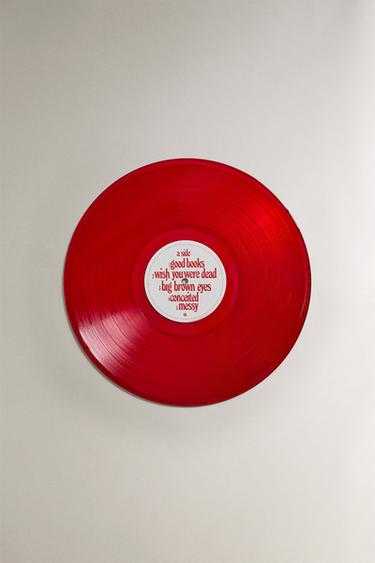 a side
good books
wish you were dead
big brown eyes
conceited
messy